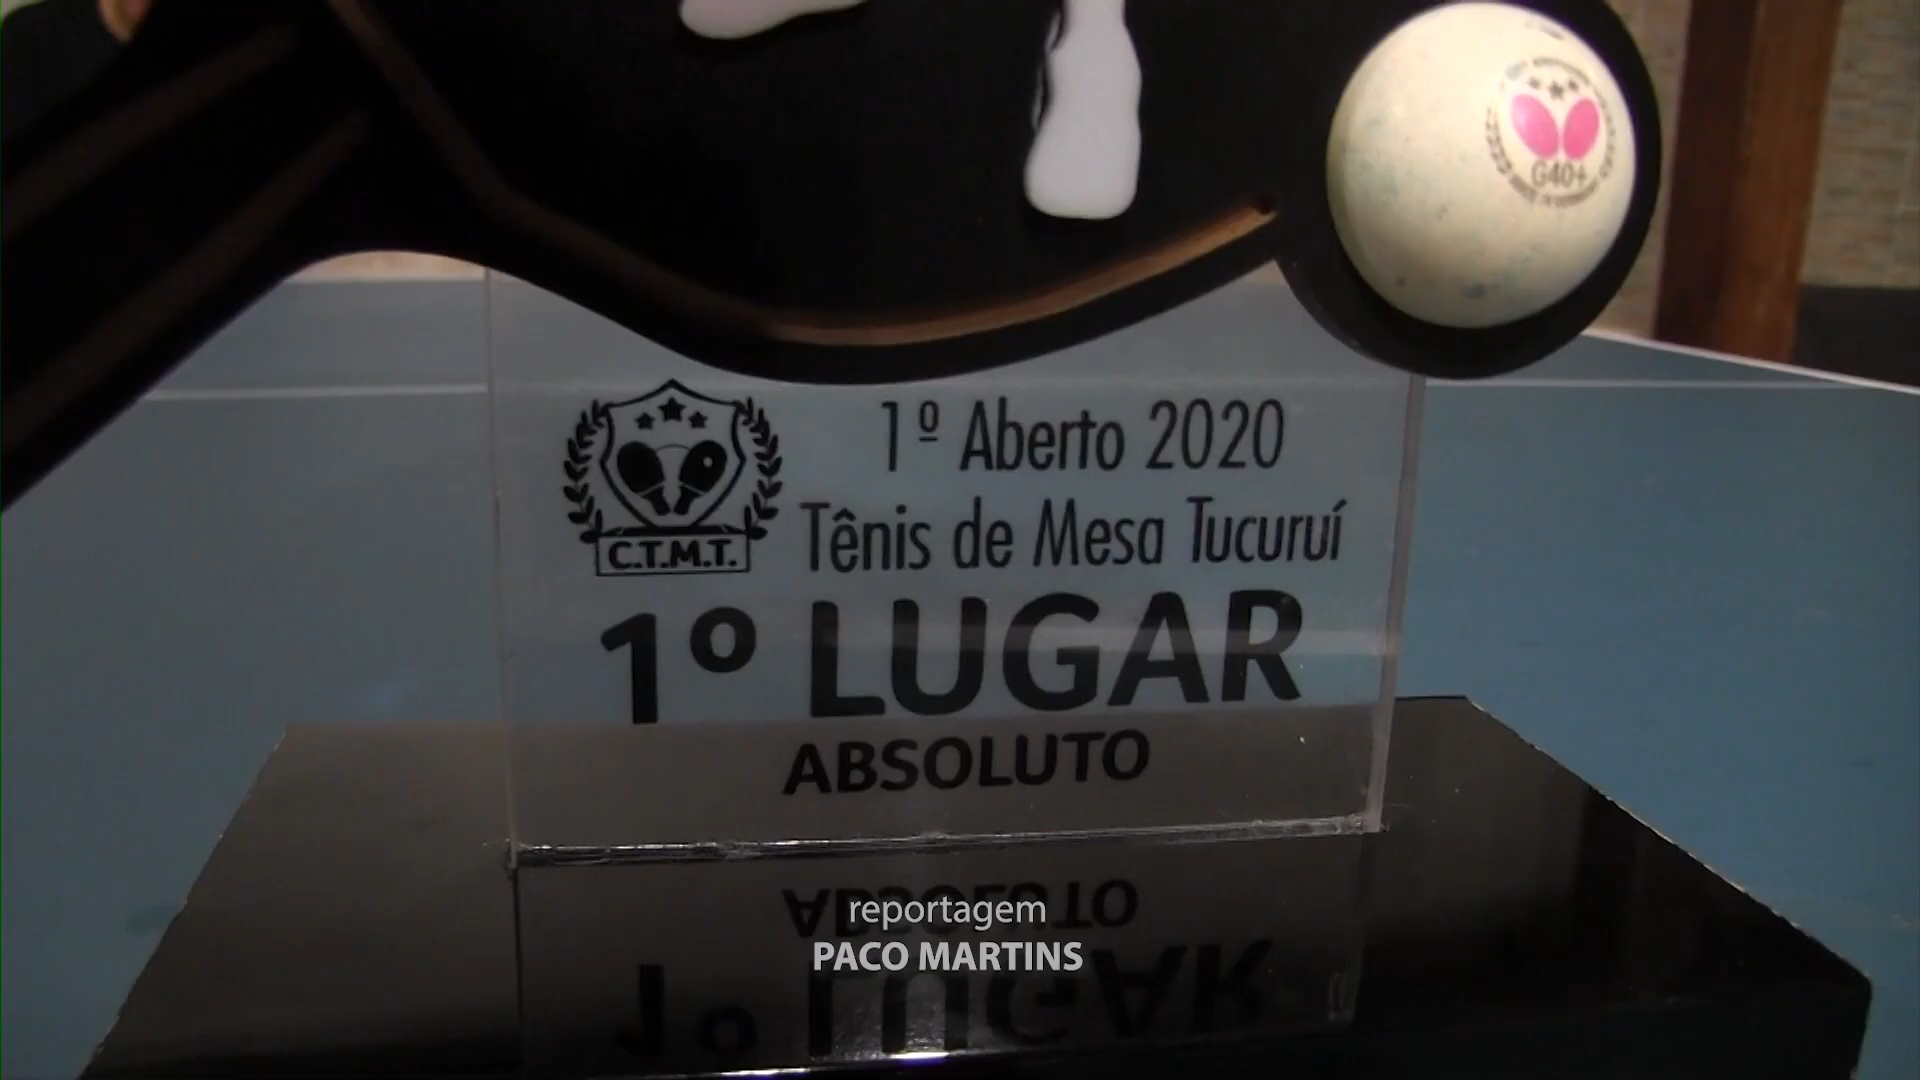 G40+
1º Aberto 2020
Tênis de Mesa Tucuruí
C.T.M.T.
1º LUGAR
ABSOLUTO
reportagem
PACO MARTINS